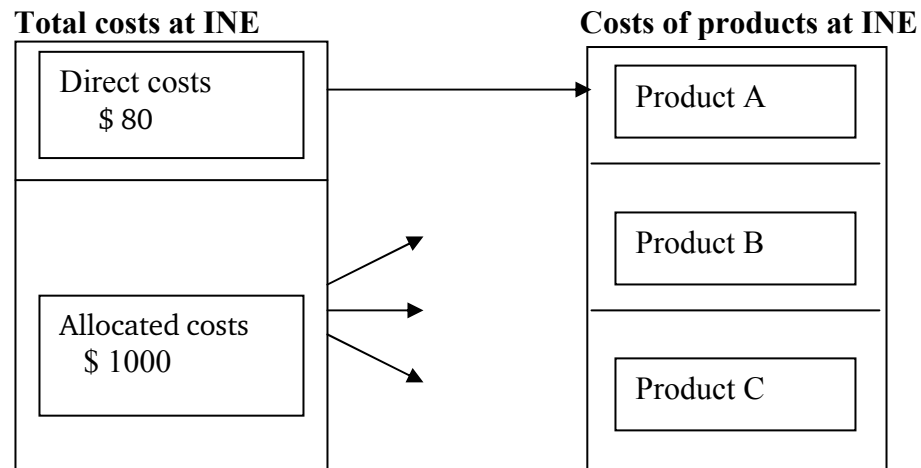 Total costs at INE
Costs of products at INE
Direct costs
$ 80
Product A
Product B
Allocated costs
$ 1000
Product C